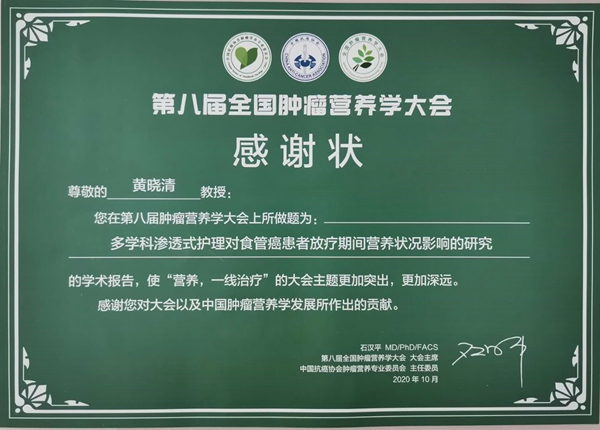 第八届全国肿瘤营养学大会
感谢状
尊敬的 黄晓清 教授：
您在第八届肿瘤营养学大会上所做题为：
多学科渗透式护理对食管癌患者放疗期间营养状况影响的研究
的学术报告，使“营养，一线治疗”的大会主题更加突出，更加深远。
感谢您对大会以及中国肿瘤营养学发展所作出的贡献。
石汉平 MD/PhD/FACS
第八届全国肿瘤营养学大会 大会主席
中国抗癌协会肿瘤营养专业委员会 主任委员
2020 年 10 月